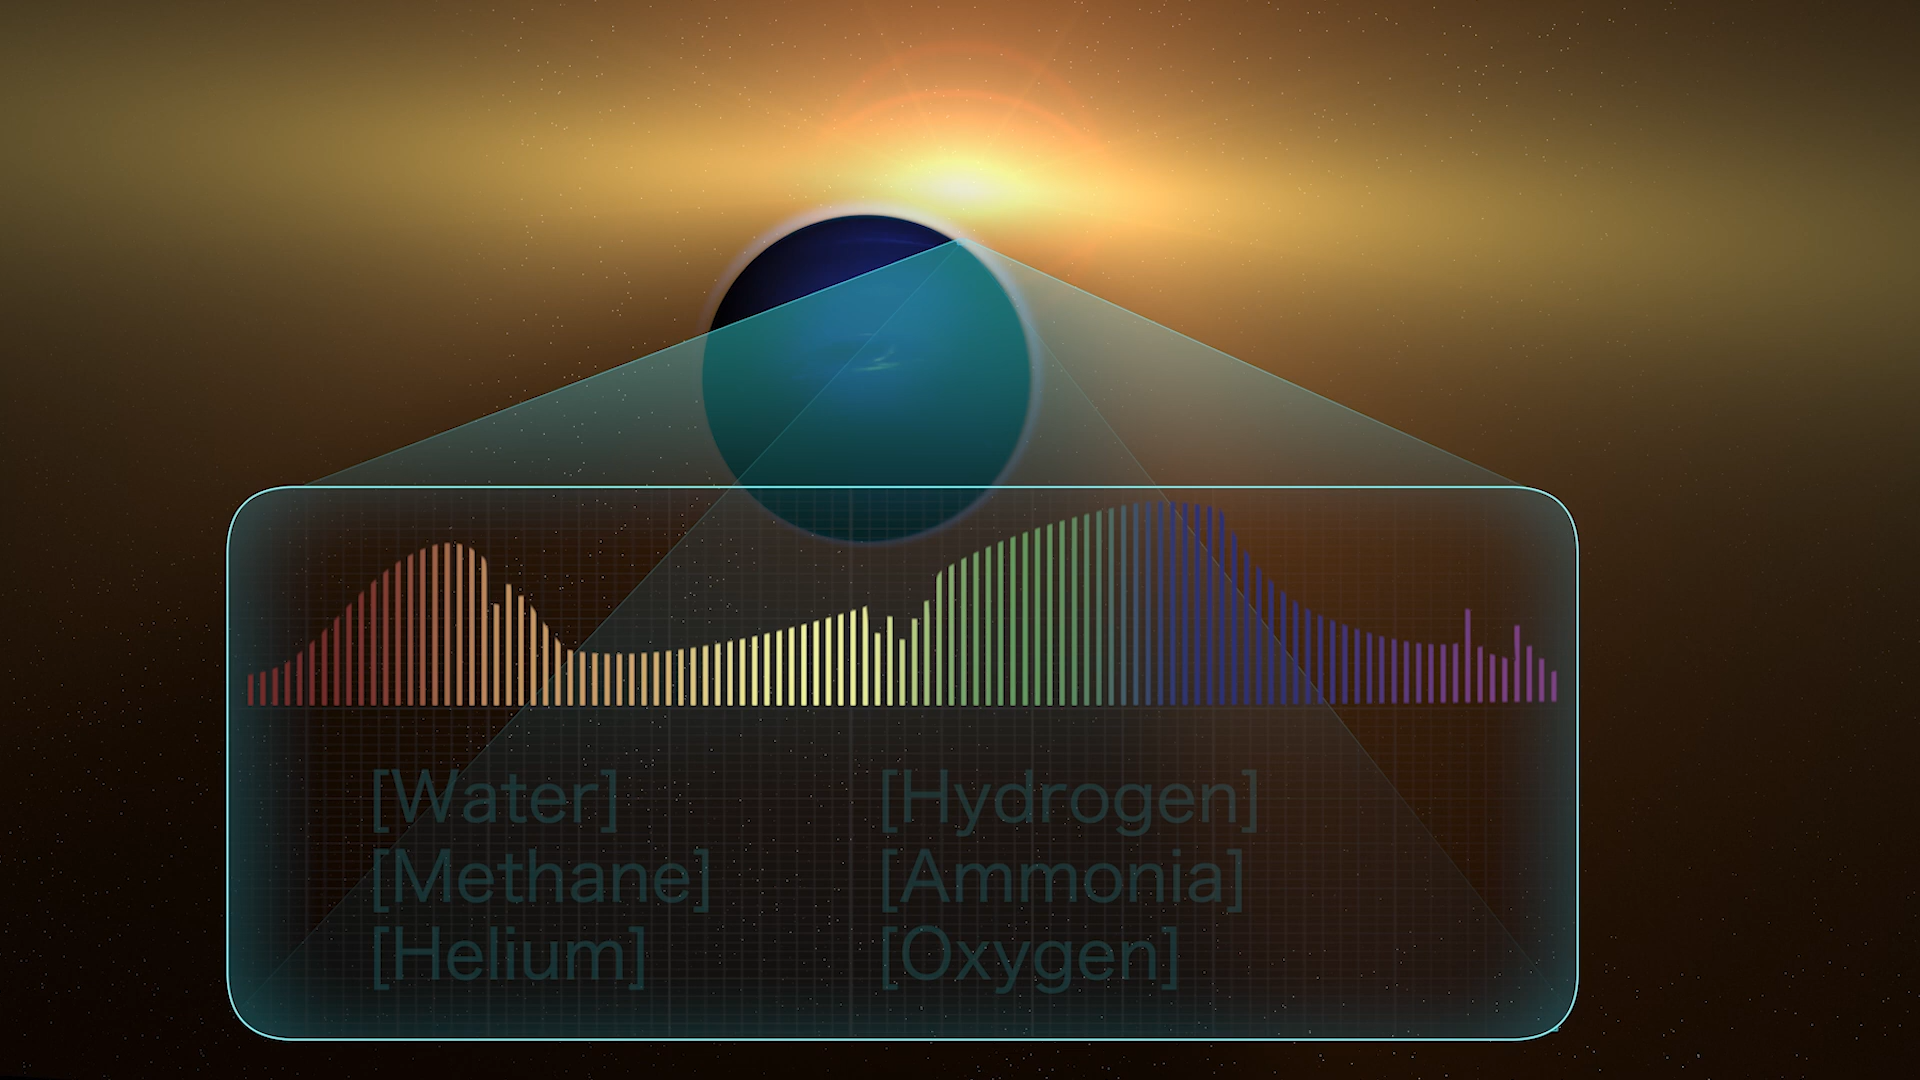 [Water]
[Methane]
[Helium]
[Hydrogen]
[Ammonia]
[Oxygen]